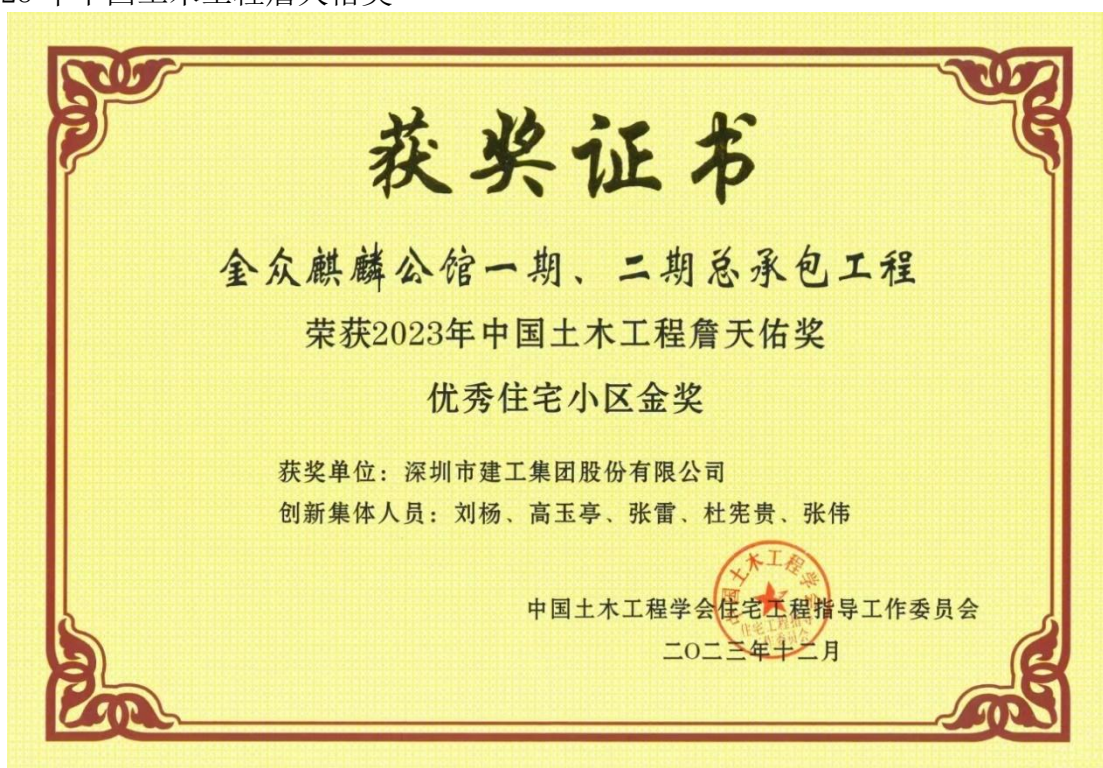 获奖证书
金众麒麟公馆一期、二期总承包工程
荣获2023年中国土木工程詹天佑奖
优秀住宅小区金奖
获奖单位：深圳市建工集团股份有限公司
创新集体人员：刘杨、高玉亭、张雷、杜宪贵、张伟
中国土木工程学会住宅工程指导工作委员会
二〇二三年十二月